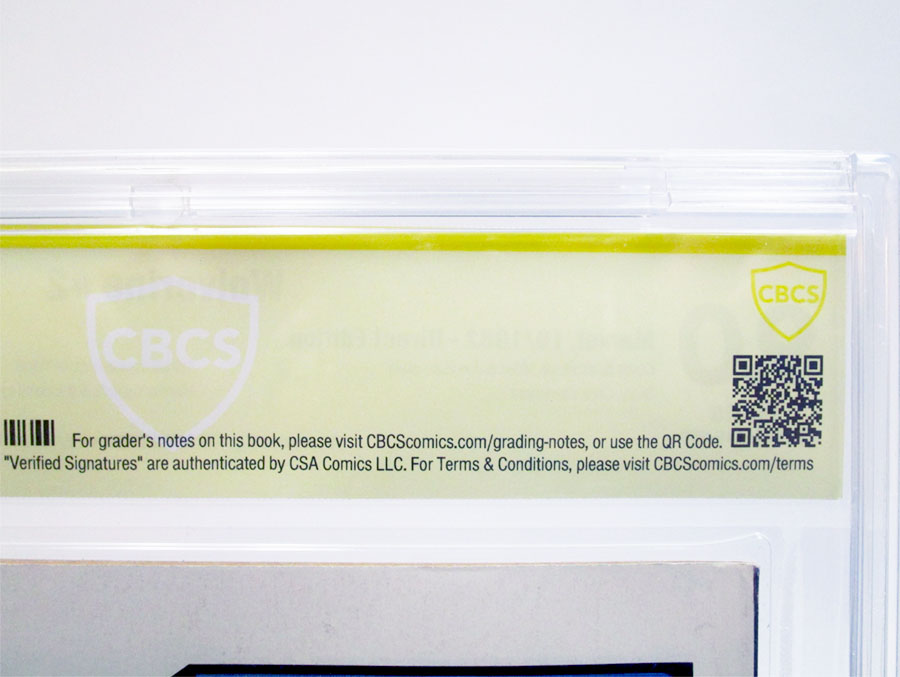 CBCS
CBCS
For grader's notes on this book, please visit CBCScomics.com/grading-notes, or use the QR Code.
"Verified Signatures" are authenticated by CSA Comics LLC. For Terms & Conditions, please visit CBCScomics.com/terms